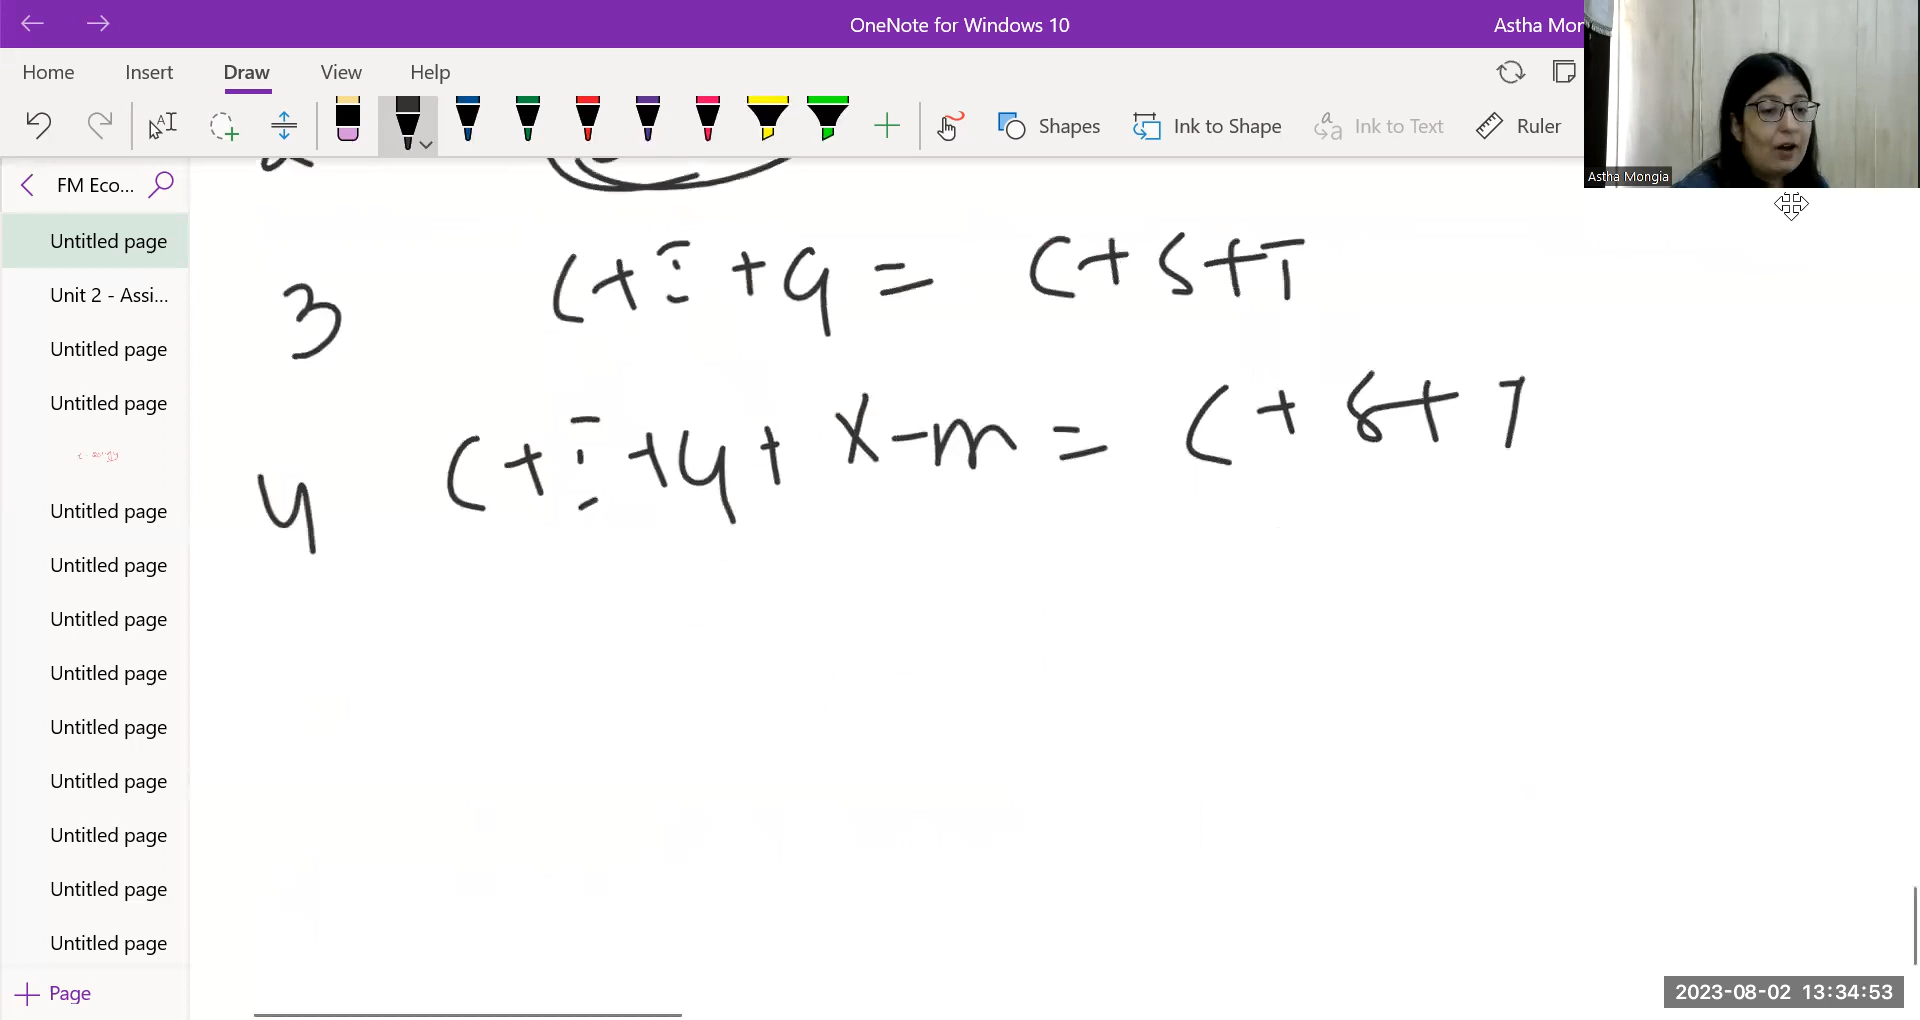 OneNote for Windows 10
Astha Mon
Home Insert Draw View Help
Shapes Ink to Shape Ink to Text Ruler
Astha Mongia
FM Eco...
Untitled page
Unit 2 - Assi...
Untitled page
Untitled page
Untitled page
Untitled page
Untitled page
Untitled page
Untitled page
Untitled page
Untitled page
Untitled page
Untitled page
Page
3 C + I + G = C + S + T
4 C + I + G + X - M = C + S + T
2023-08-02 13:34:53